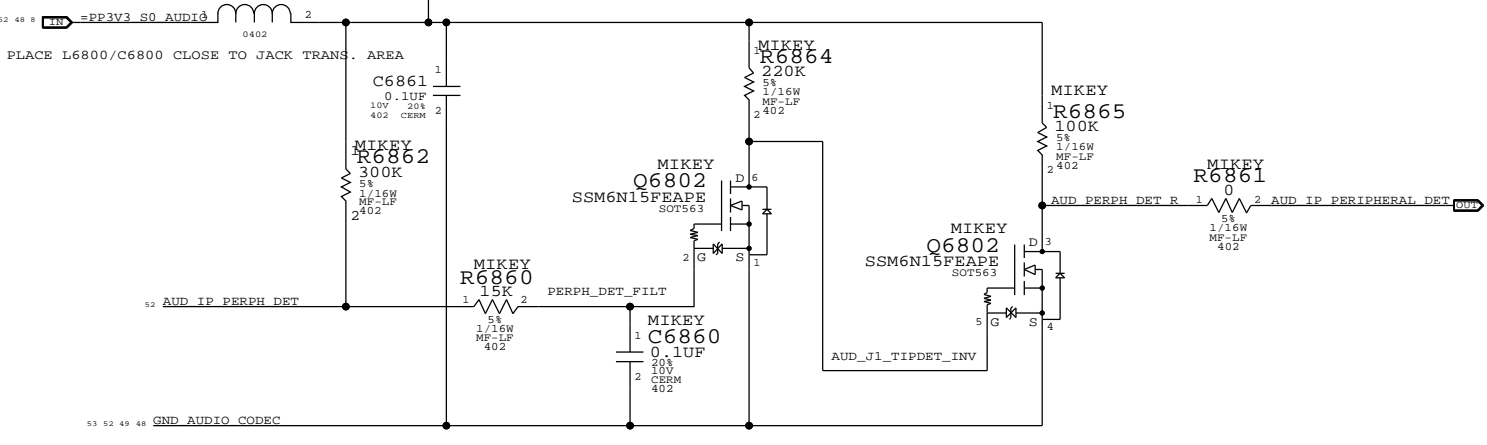 52 48 8 IN =PP3V3_S0_AUDIO 1 2
0402
PLACE L6800/C6800 CLOSE TO JACK TRANS. AREA
C6861
0.1UF
10V 20%
402 CERM
1
2
MIKEY
R6862
300K
5%
1/16W
MF-LF
402
1
2
MIKEY
R6864
220K
5%
1/16W
MF-LF
402
1
2
MIKEY
R6865
100K
5%
1/16W
MF-LF
402
1
2
MIKEY
Q6802
SSM6N15FEAPE
SOT563
D 6
2 G S 1
MIKEY
Q6802
SSM6N15FEAPE
SOT563
D 3
5 G S 4
MIKEY
R6861
0
5%
1/16W
MF-LF
402
AUD_PERPH_DET_R 1 2 AUD_IP_PERIPHERAL_DET OUT
52 AUD_IP_PERPH_DET
MIKEY
R6860
15K
1 2
5%
1/16W
MF-LF
402
PERPH_DET_FILT
MIKEY
C6860
0.1UF
20%
10V
CERM
402
1
2
AUD_J1_TIPDET_INV
53 52 49 48 GND_AUDIO_CODEC